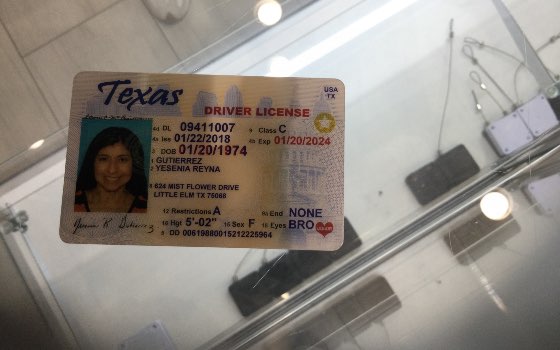 Texas
USA
TX
DRIVER LICENSE
4d DL 09411007 9 Class C
4a Iss 01/22/2018 4b Exp 01/20/2024
3 DOB 01/20/1974
1 GUTIERREZ
2 YESENIA REYNA
8 624 MIST FLOWER DRIVE
LITTLE ELM TX 75068
12 Restrictions A 9a End NONE
16 Hgt 5'-02" 15 Sex F 18 Eyes BRO
5 DD 00619880015212225964